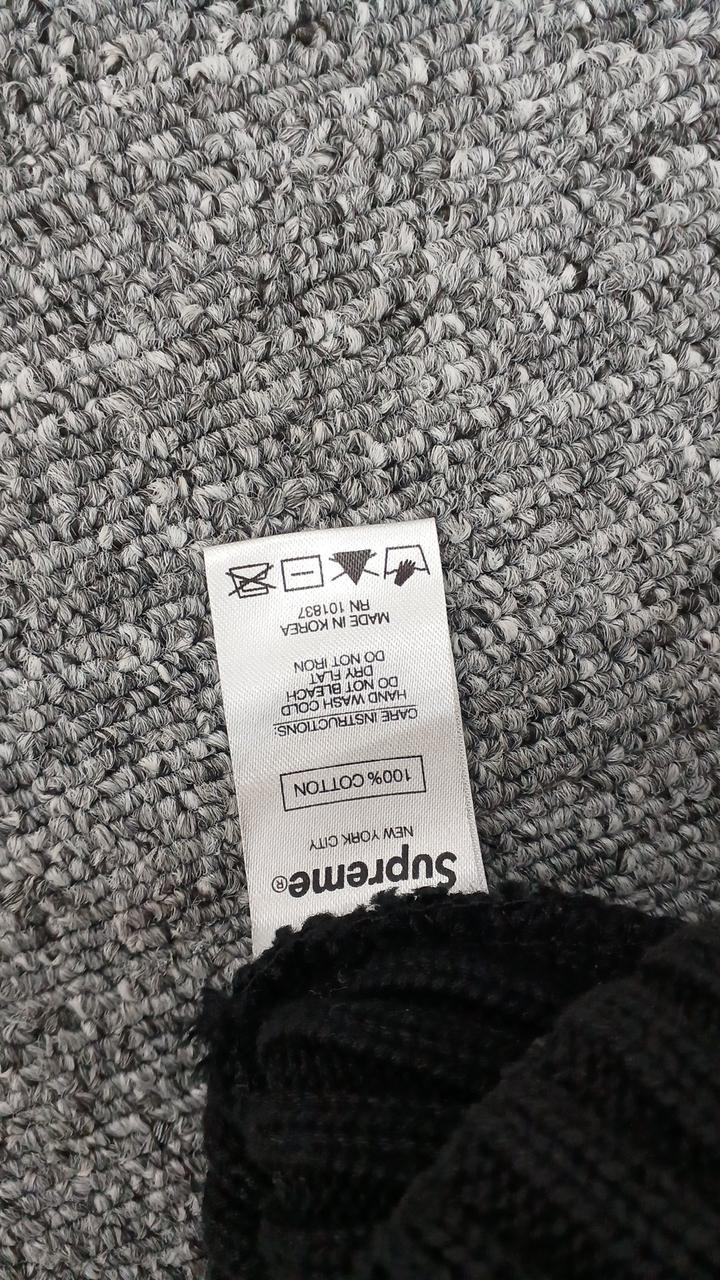 Supreme®
NEW YORK CITY
100% COTTON
CARE INSTRUCTIONS:
HAND WASH COLD
DO NOT BLEACH
DRY FLAT
DO NOT IRON
MADE IN KOREA
RN 101837